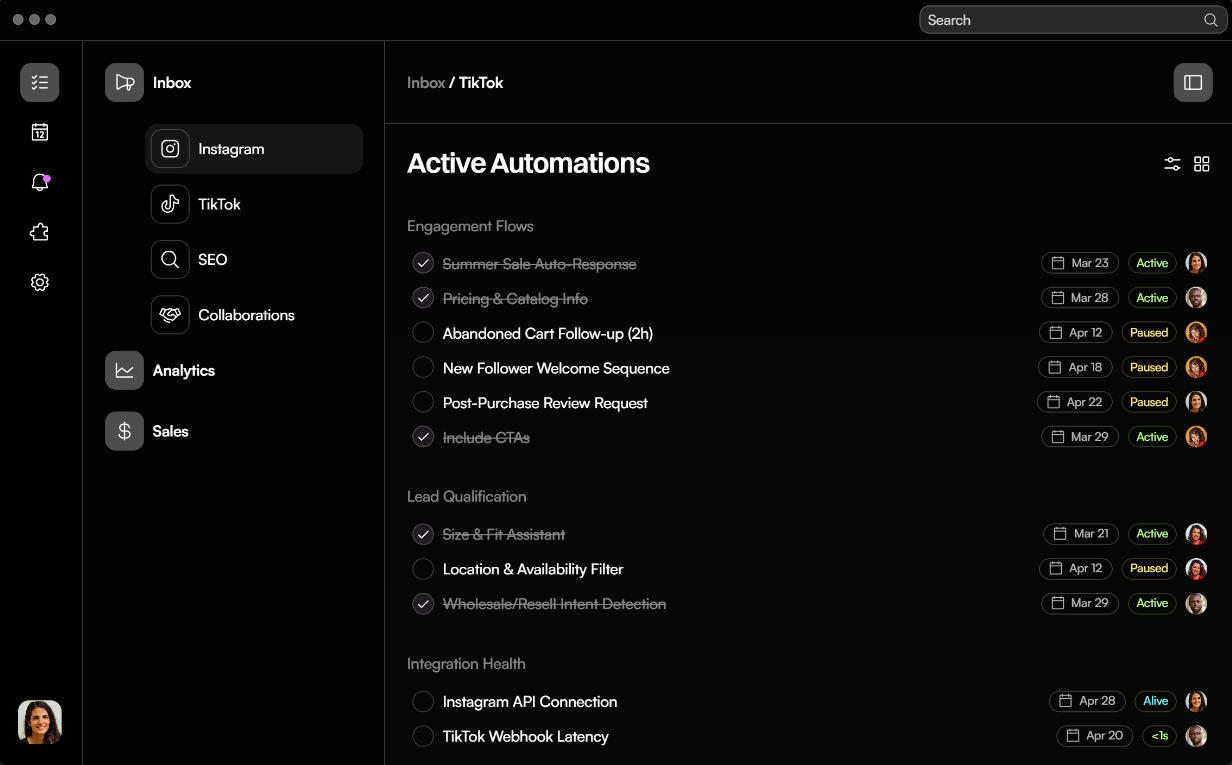 Search
12
Inbox
Instagram
TikTok
SEO
Collaborations
Analytics
$ Sales
Inbox / TikTok
Active Automations
Engagement Flows
Summer Sale Auto-Response Mar 23 Active
Pricing & Catalog Info Mar 28 Active
Abandoned Cart Follow-up (2h) Apr 12 Paused
New Follower Welcome Sequence Apr 18 Paused
Post-Purchase Review Request Apr 22 Paused
Include CTAs Mar 29 Active
Lead Qualification
Size & Fit Assistant Mar 21 Active
Location & Availability Filter Apr 12 Paused
Wholesale/Resell Intent Detection Mar 29 Active
Integration Health
Instagram API Connection Apr 28 Alive
TikTok Webhook Latency Apr 20 <1s